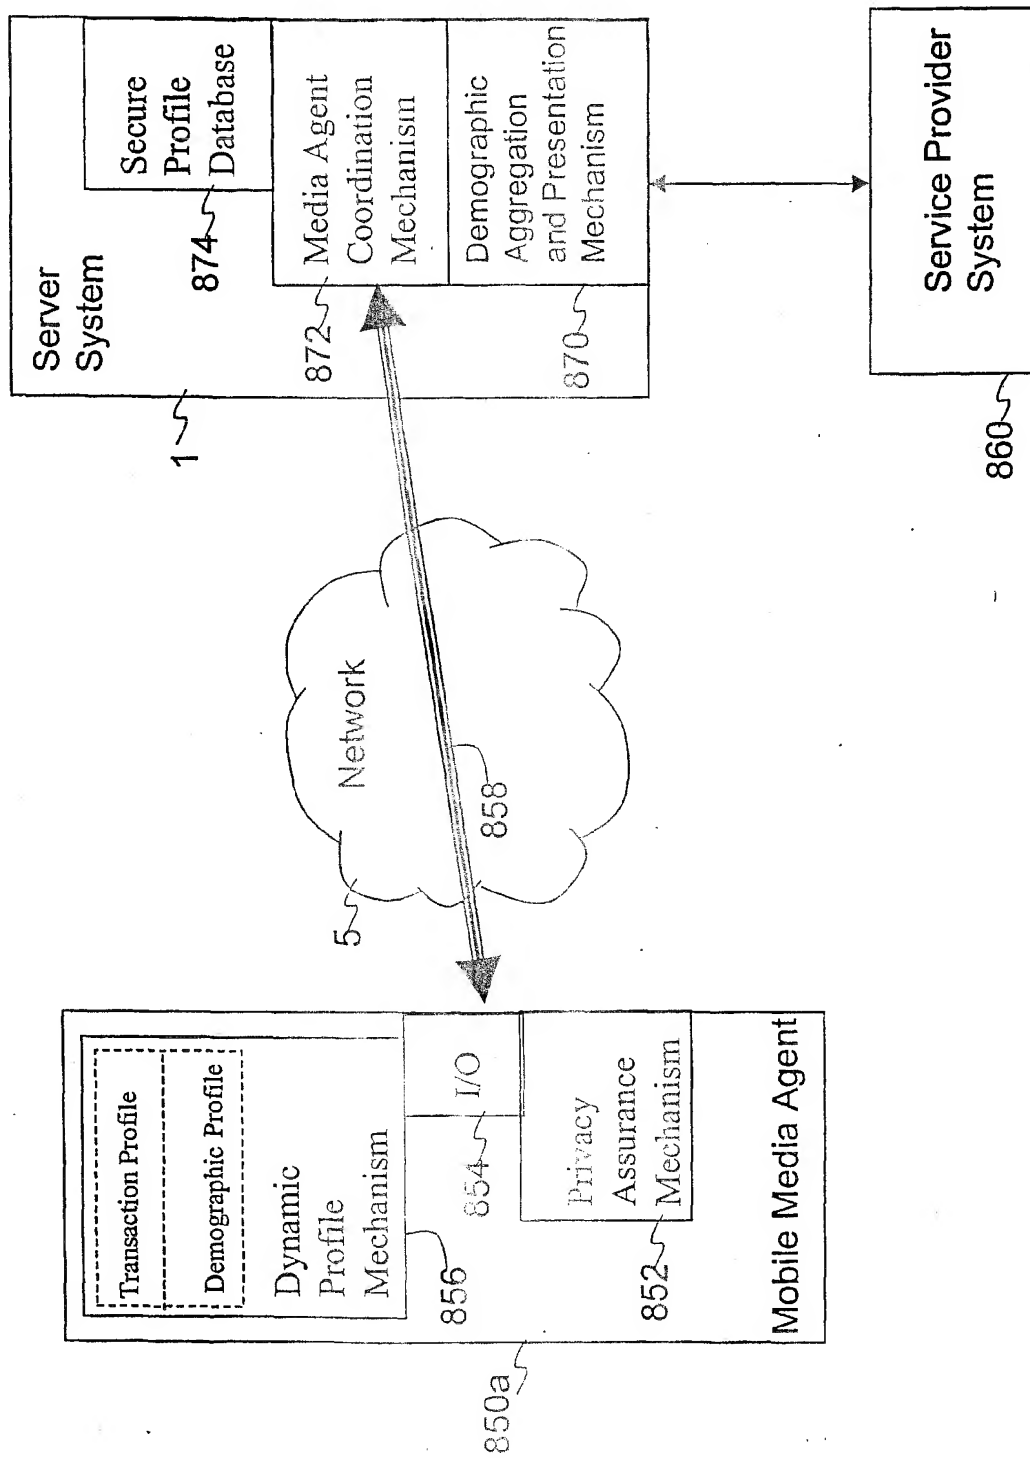 Transaction Profile
Demographic Profile
Dynamic
Profile
Mechanism
856
I/O
854
Privacy
Assurance
Mechanism
852
Mobile Media Agent
850a
Network
5
858
Server
System
1
Secure
Profile
Database
874
Media Agent
Coordination
Mechanism
872
Demographic
Aggregation
and Presentation
Mechanism
870
Service Provider
System
860